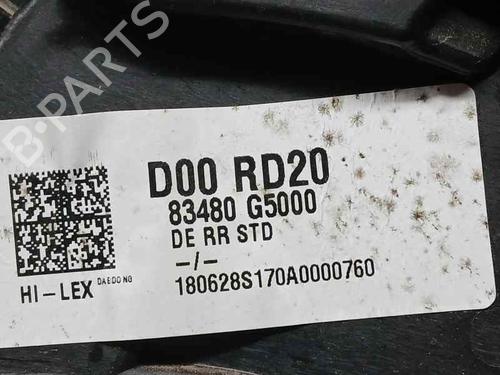 B-PARTS
D00 RD20
83480 G5000
DE RR STD
-/-
180628S170A0000760
HI-LEX DAEDONG